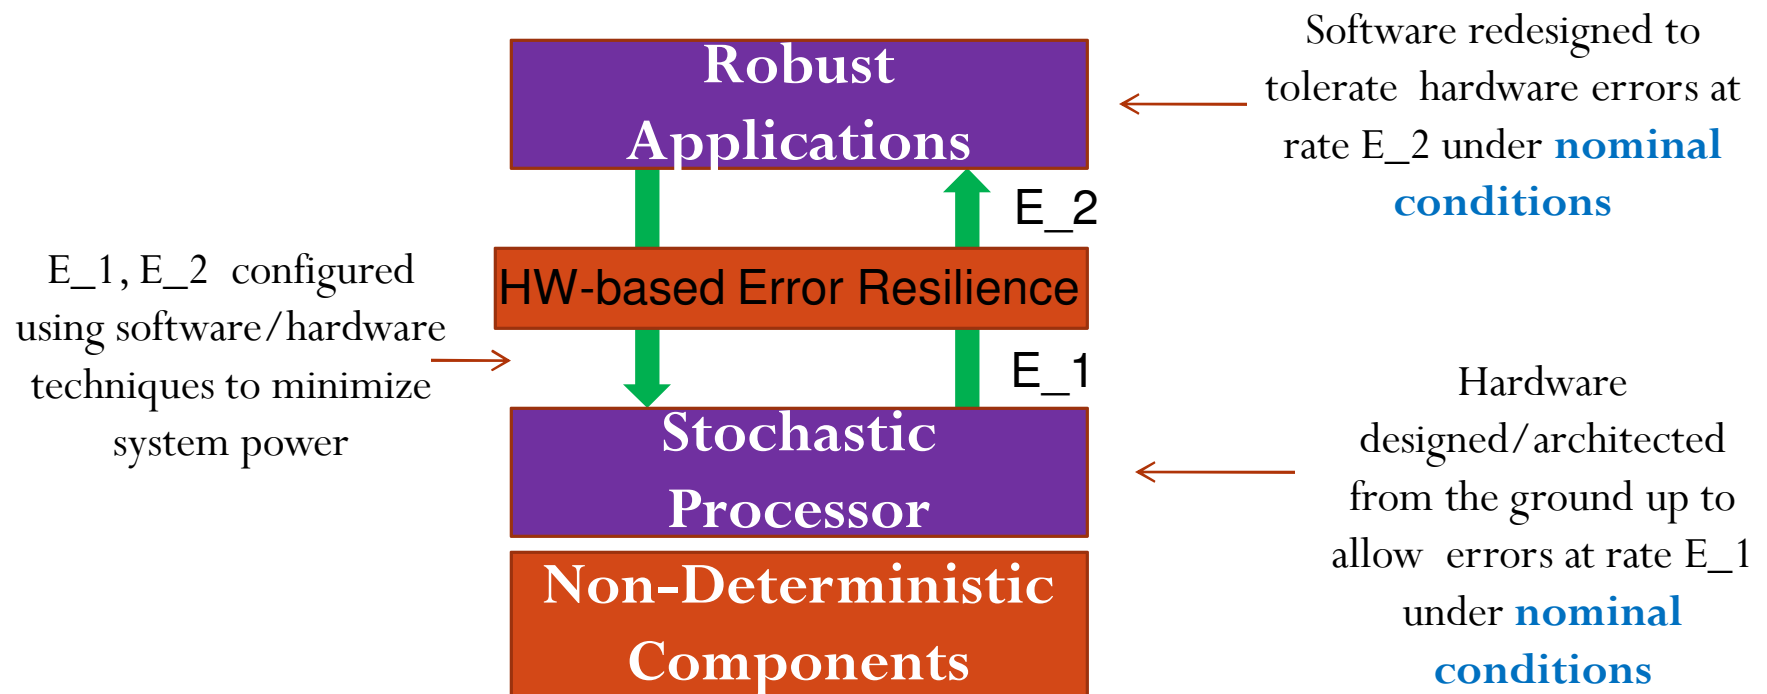 Robust
Applications
Software redesigned to
tolerate hardware errors at
rate E_2 under nominal
conditions
E_2
E_1, E_2 configured
using software/hardware
techniques to minimize
system power
HW-based Error Resilience
E_1
Stochastic
Processor
Hardware
designed/architected
from the ground up to
allow errors at rate E_1
under nominal
conditions
Non-Deterministic
Components